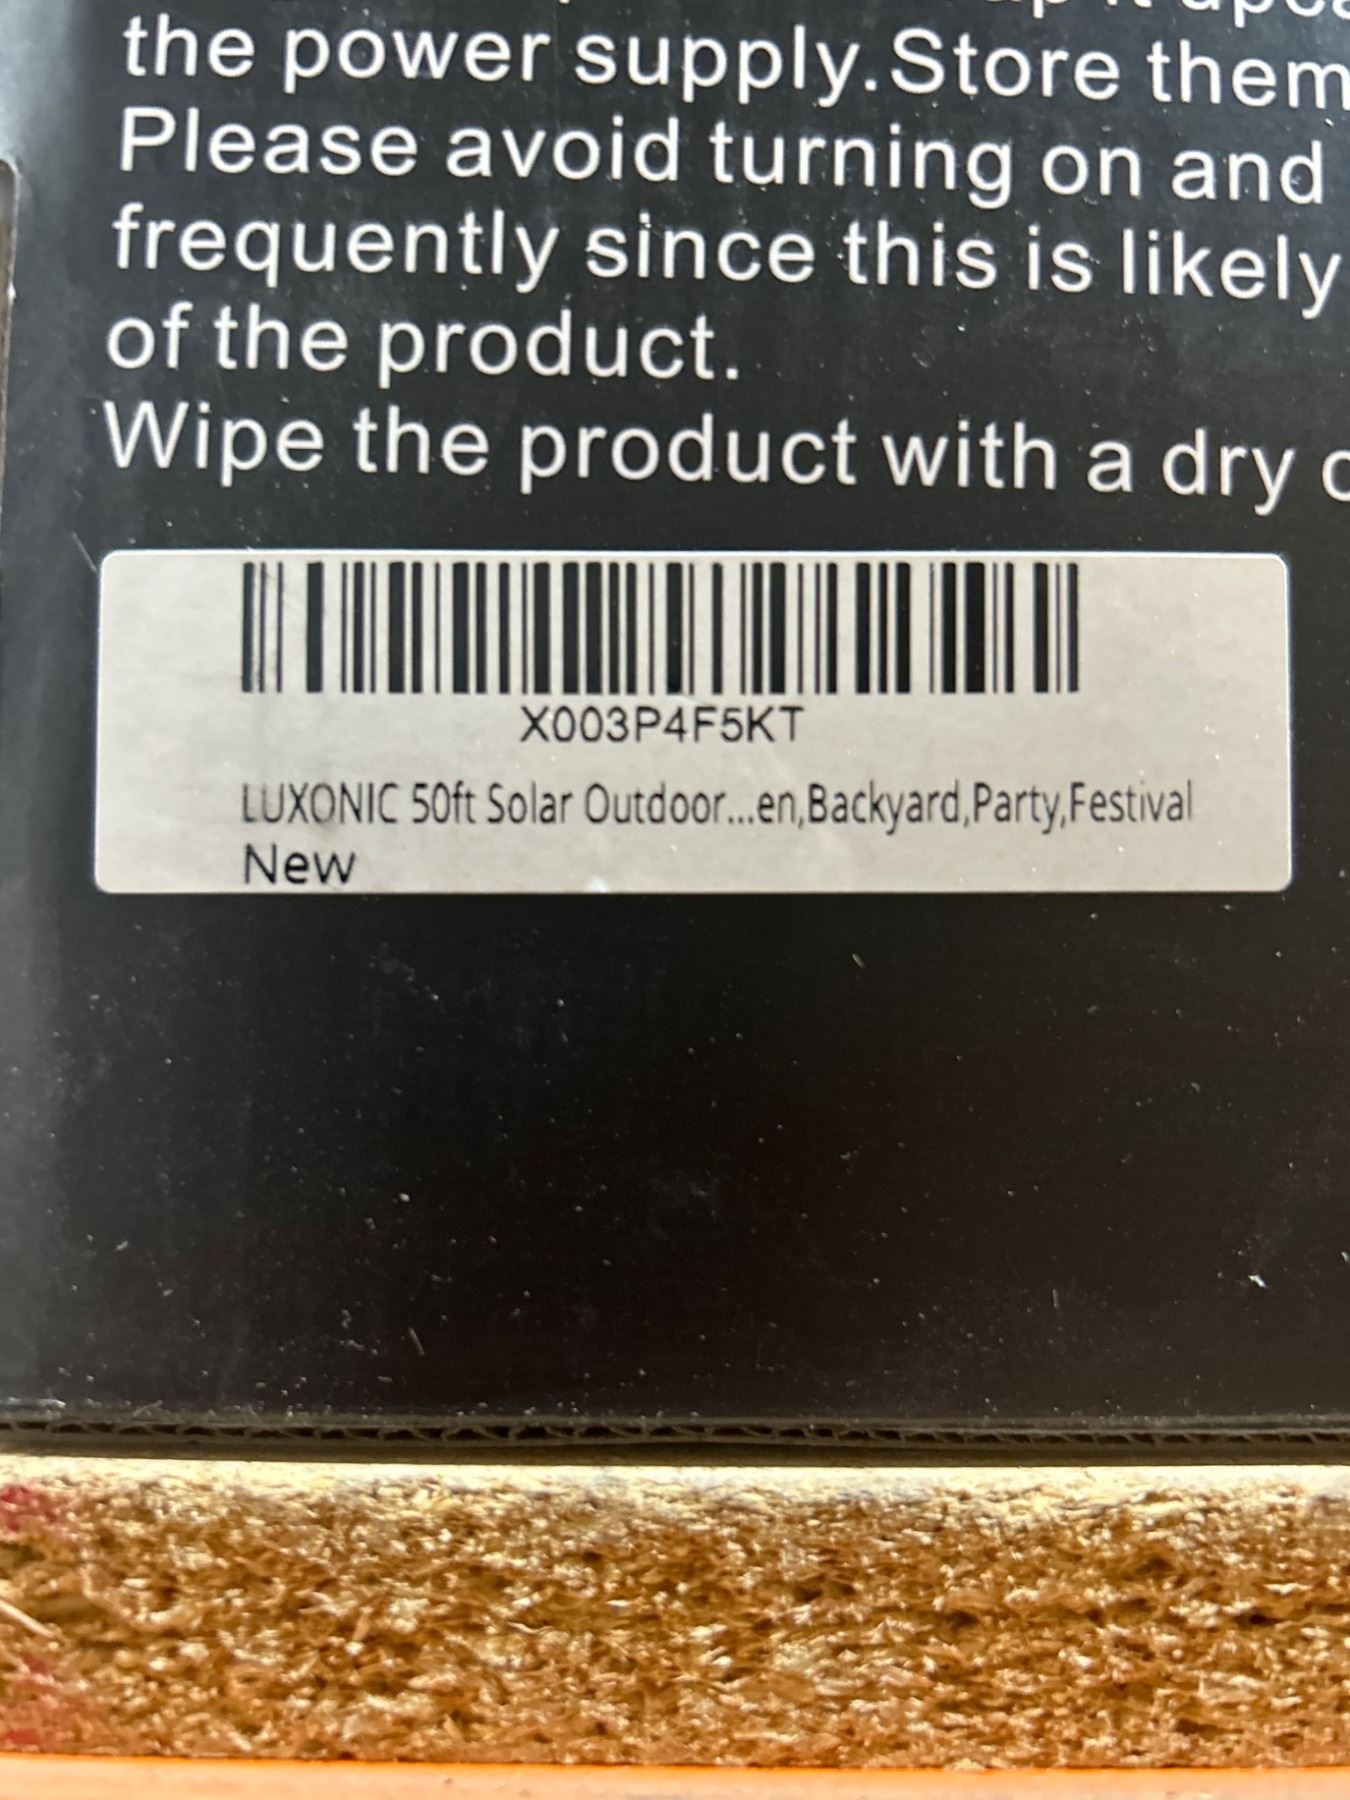 the power supply.Store them
Please avoid turning on and
frequently since this is likely
of the product.
Wipe the product with a dry
X003P4F5KT
LUXONIC 50ft Solar Outdoor...en,Backyard,Party,Festival
New